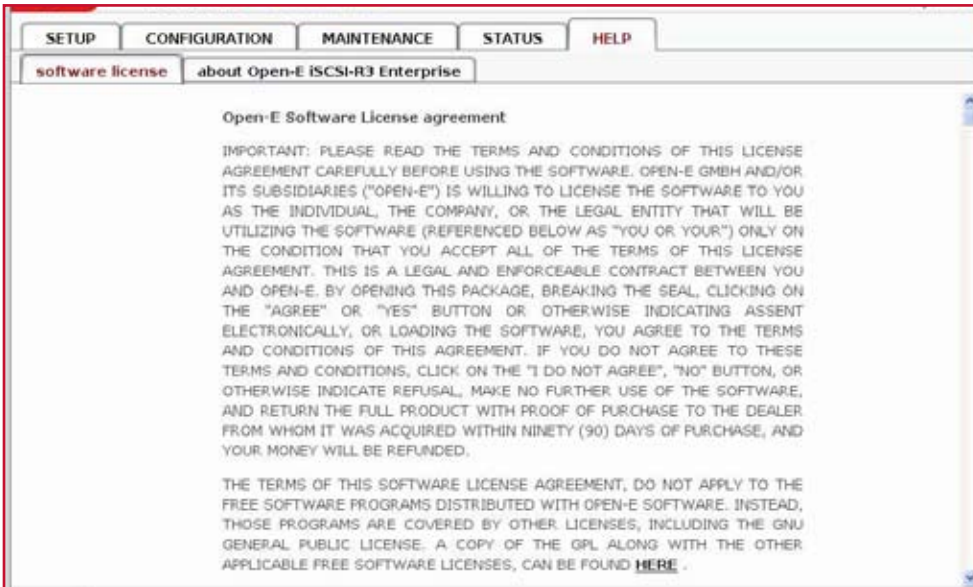 SETUP CONFIGURATION MAINTENANCE STATUS HELP
software license about Open-E iSCSI-R3 Enterprise
Open-E Software License agreement
IMPORTANT: PLEASE READ THE TERMS AND CONDITIONS OF THIS LICENSE
AGREEMENT CAREFULLY BEFORE USING THE SOFTWARE. OPEN-E GMBH AND/OR
ITS SUBSIDIARIES ("OPEN-E") IS WILLING TO LICENSE THE SOFTWARE TO YOU
AS THE INDIVIDUAL, THE COMPANY, OR THE LEGAL ENTITY THAT WILL BE
UTILIZING THE SOFTWARE (REFERENCED BELOW AS "YOU OR YOUR") ONLY ON
THE CONDITION THAT YOU ACCEPT ALL OF THE TERMS OF THIS LICENSE
AGREEMENT. THIS IS A LEGAL AND ENFORCEABLE CONTRACT BETWEEN YOU
AND OPEN-E. BY OPENING THIS PACKAGE, BREAKING THE SEAL, CLICKING ON
THE "AGREE" OR "YES" BUTTON OR OTHERWISE INDICATING ASSENT
ELECTRONICALLY, OR LOADING THE SOFTWARE, YOU AGREE TO THE TERMS
AND CONDITIONS OF THIS AGREEMENT. IF YOU DO NOT AGREE TO THESE
TERMS AND CONDITIONS, CLICK ON THE "I DO NOT AGREE", "NO" BUTTON, OR
OTHERWISE INDICATE REFUSAL, MAKE NO FURTHER USE OF THE SOFTWARE,
AND RETURN THE FULL PRODUCT WITH PROOF OF PURCHASE TO THE DEALER
FROM WHOM IT WAS ACQUIRED WITHIN NINETY (90) DAYS OF PURCHASE, AND
YOUR MONEY WILL BE REFUNDED.
THE TERMS OF THIS SOFTWARE LICENSE AGREEMENT, DO NOT APPLY TO THE
FREE SOFTWARE PROGRAMS DISTRIBUTED WITH OPEN-E SOFTWARE. INSTEAD,
THOSE PROGRAMS ARE COVERED BY OTHER LICENSES, INCLUDING THE GNU
GENERAL PUBLIC LICENSE. A COPY OF THE GPL ALONG WITH THE OTHER
APPLICABLE FREE SOFTWARE LICENSES, CAN BE FOUND HERE .